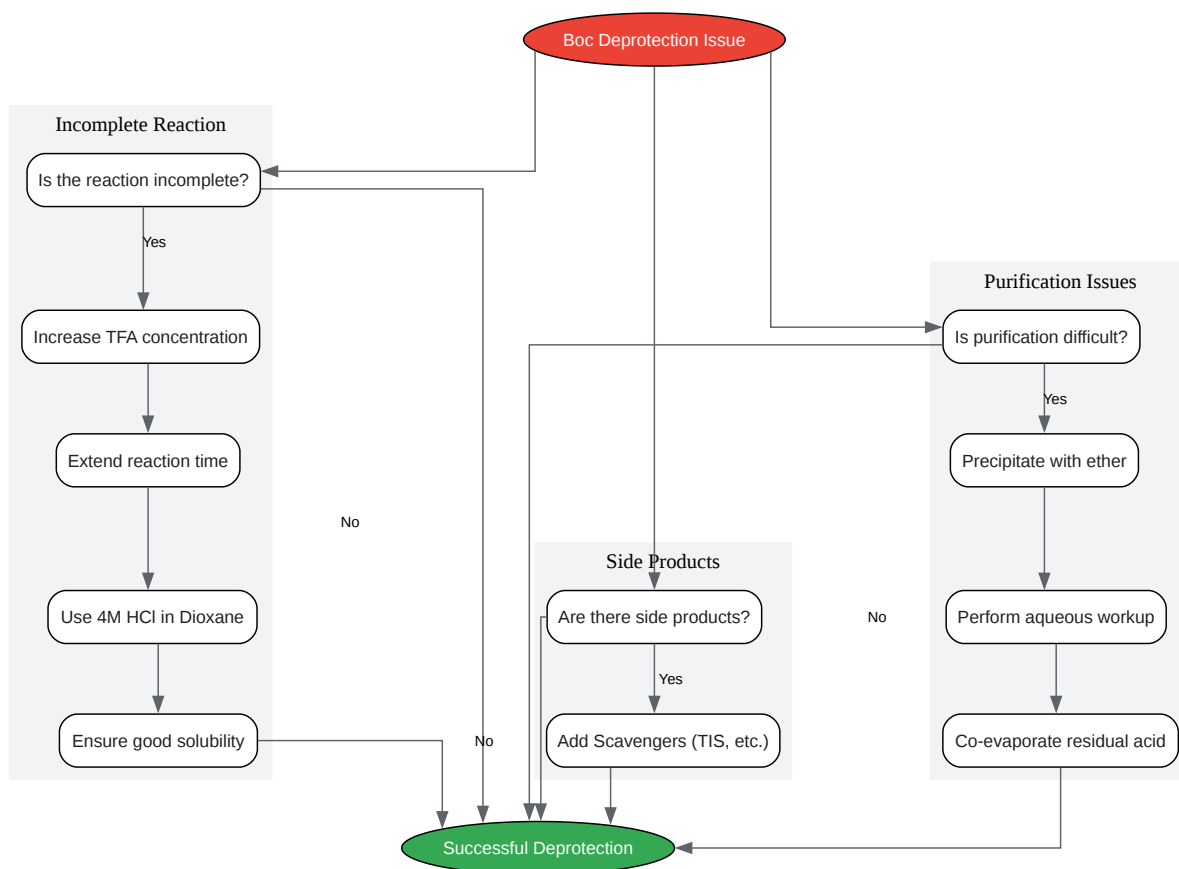 Boc Deprotection Issue
Incomplete Reaction
Is the reaction incomplete?
Yes
Increase TFA concentration
Extend reaction time
No
Use 4M HCl in Dioxane
Ensure good solubility
No
Side Products
Are there side products?
Yes
Add Scavengers (TIS, etc.)
Purification Issues
Is purification difficult?
Yes
Precipitate with ether
No
Perform aqueous workup
Co-evaporate residual acid
Successful Deprotection